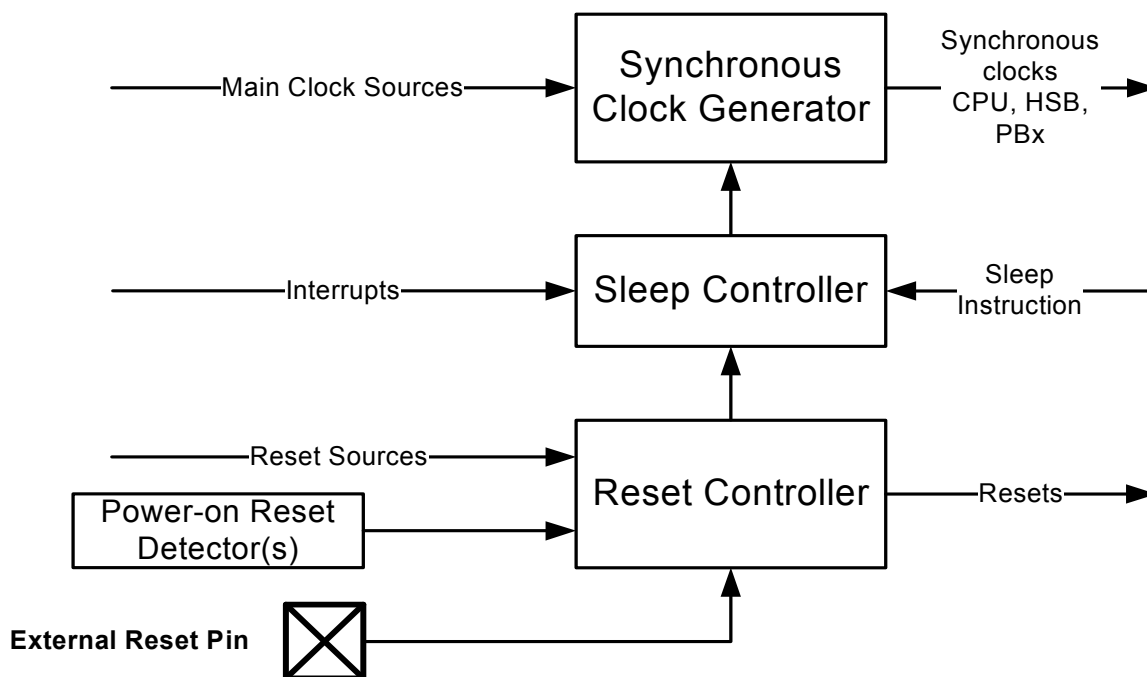 Main Clock Sources
Synchronous
Clock Generator
Synchronous
clocks
CPU, HSB,
PBx
Interrupts
Sleep Controller
Sleep
Instruction
Reset Sources
Power-on Reset
Detector(s)
Reset Controller
Resets
External Reset Pin